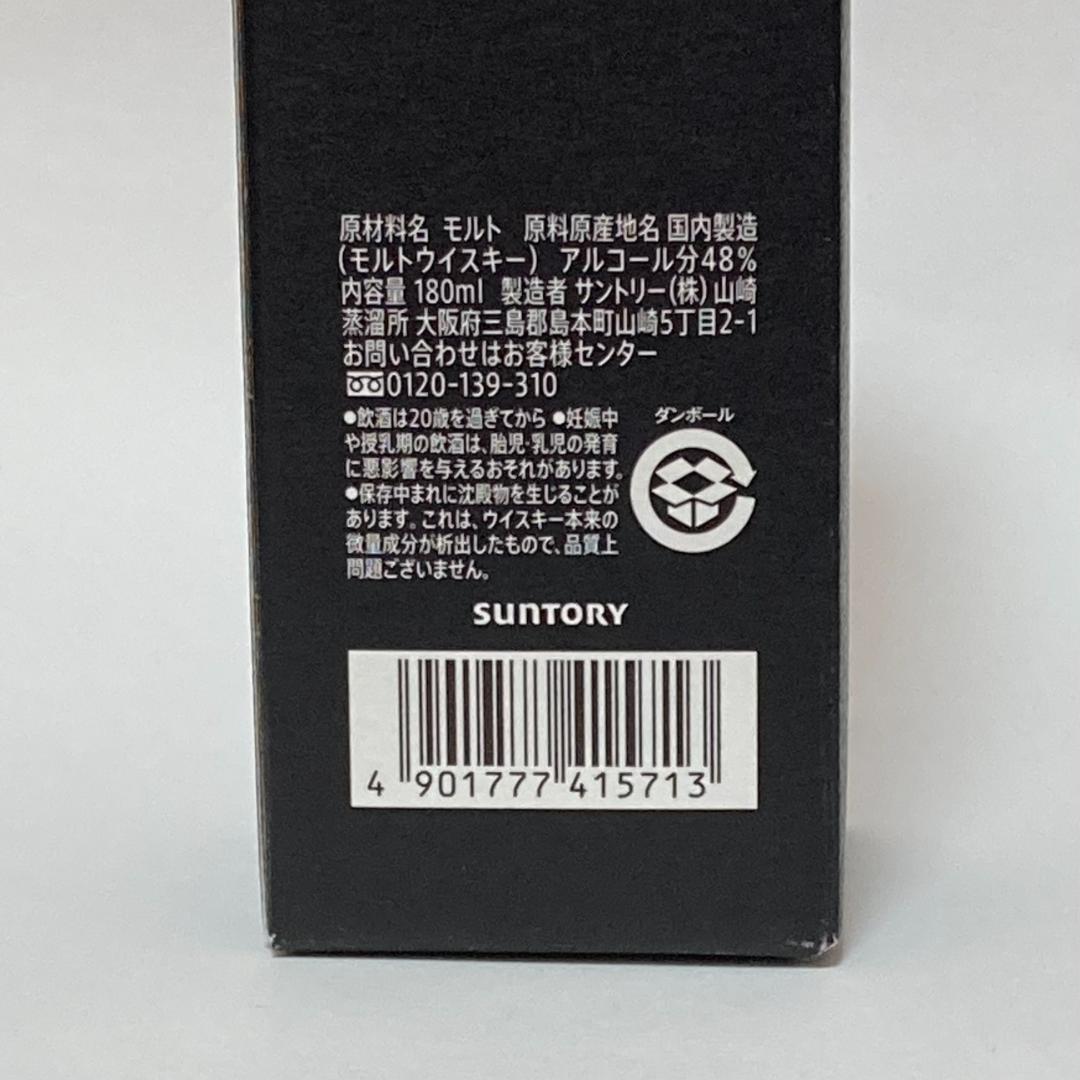 原材料名 モルト 原料原産地名 国内製造
(モルトウイスキー) アルコール分48%
内容量 180ml 製造者 サントリー(株) 山崎
蒸溜所 大阪府三島郡島本町山崎5丁目2-1
お問い合わせはお客様センター
0120-139-310
●飲酒は20歳を過ぎてから ●妊娠中
や授乳期の飲酒は、胎児・乳児の発育
に悪影響を与えるおそれがあります。
●保存中まれに沈殿物を生じることが
あります。これは、ウイスキー本来の
微量成分が析出したもので、品質上
問題ございません。
ダンボール
SUNTORY
4 901777 415713